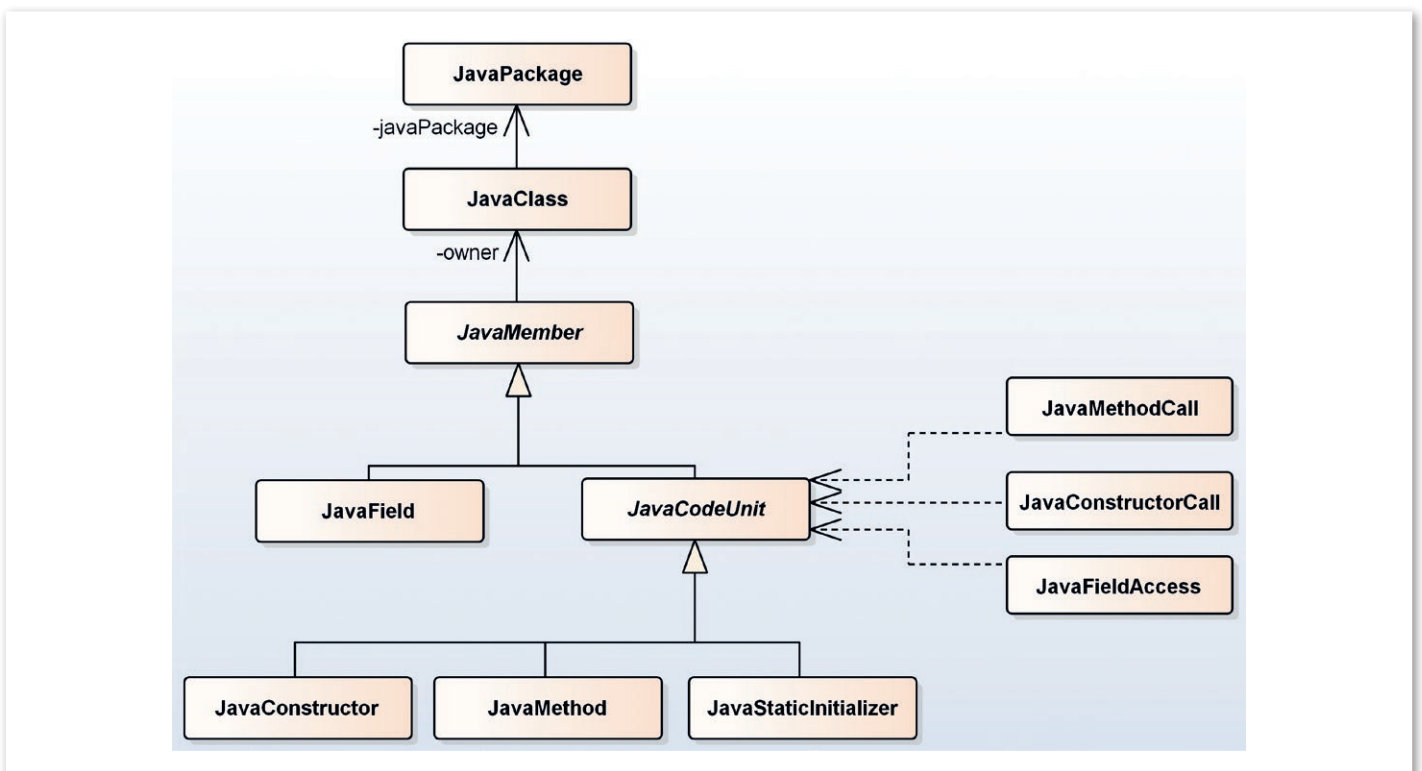 JavaPackage
-javaPackage
JavaClass
-owner
JavaMember
JavaMethodCall
JavaField
JavaCodeUnit
JavaConstructorCall
JavaFieldAccess
JavaConstructor
JavaMethod
JavaStaticInitializer